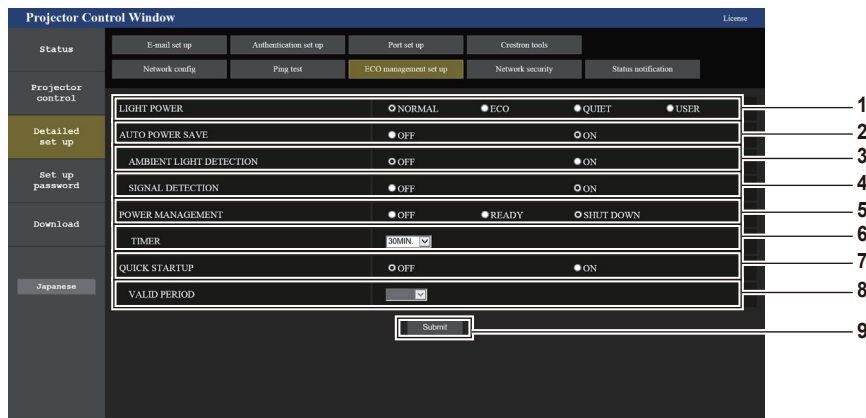 Projector Control Window
License
Status
E-mail set up
Authentication set up
Port set up
Crestron tools
Network config
Ping test
ECO management set up
Network security
Status notification
Projector
control
Detailed
set up
Set up
password
Download
Japanese
LIGHT POWER NORMAL ECO QUIET USER 1
AUTO POWER SAVE OFF ON 2
AMBIENT LIGHT DETECTION OFF ON 3
SIGNAL DETECTION OFF ON 4
POWER MANAGEMENT OFF READY SHUT DOWN 5
TIMER 30MIN. 6
QUICK STARTUP OFF ON 7
VALID PERIOD 8
Submit 9